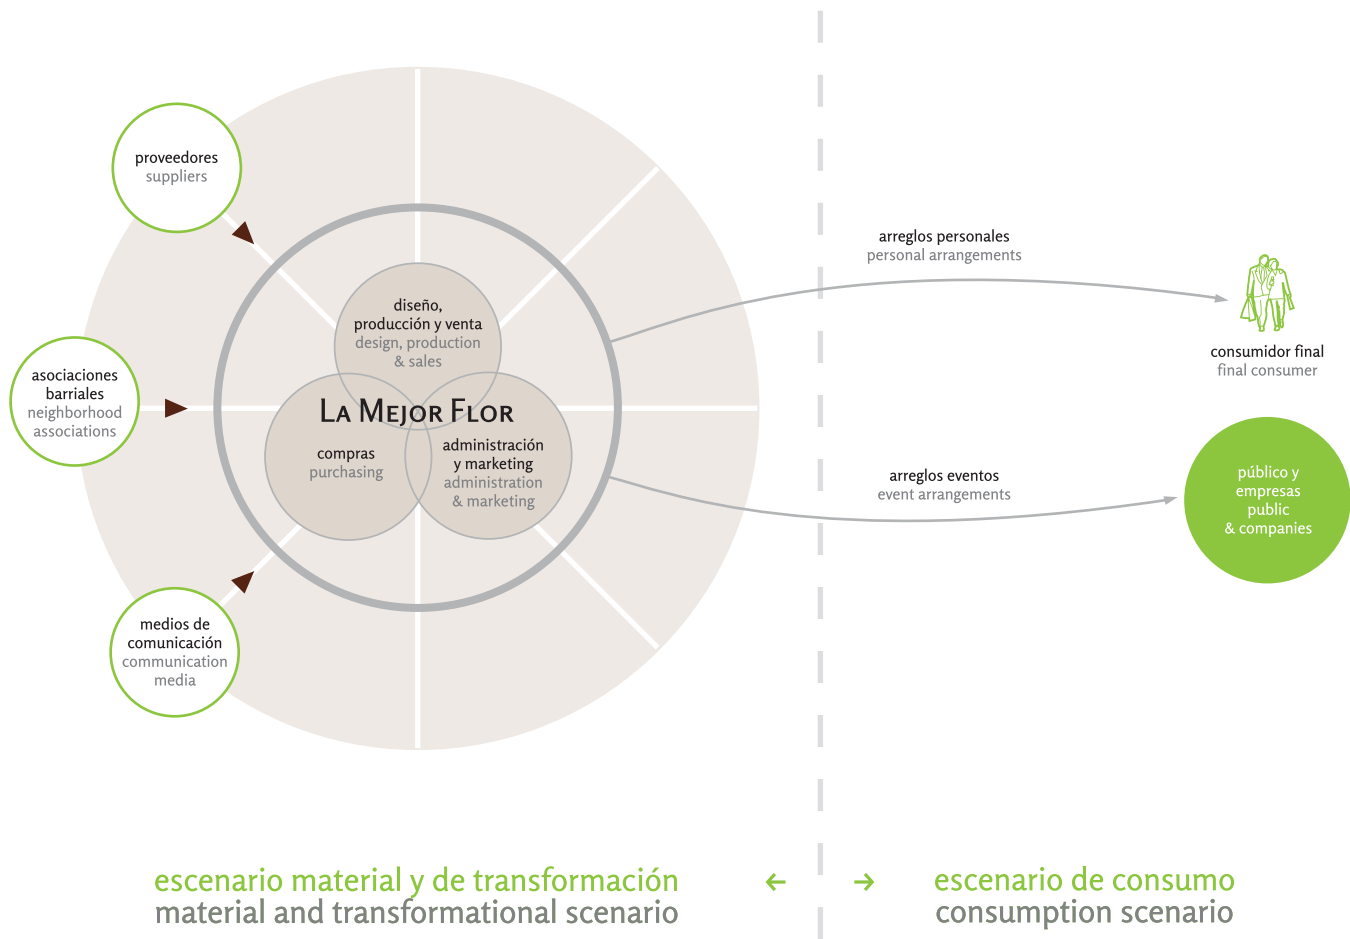 proveedores
suppliers
asociaciones
barriales
neighborhood
associations
medios de
comunicación
communication
media
diseño,
producción y venta
design, production
& sales
La Mejor Flor
compras
purchasing
administración
y marketing
administration
& marketing
arreglos personales
personal arrangements
consumidor final
final consumer
arreglos eventos
event arrangements
público y
empresas
public
& companies
escenario material y de transformación
material and transformational scenario
escenario de consumo
consumption scenario